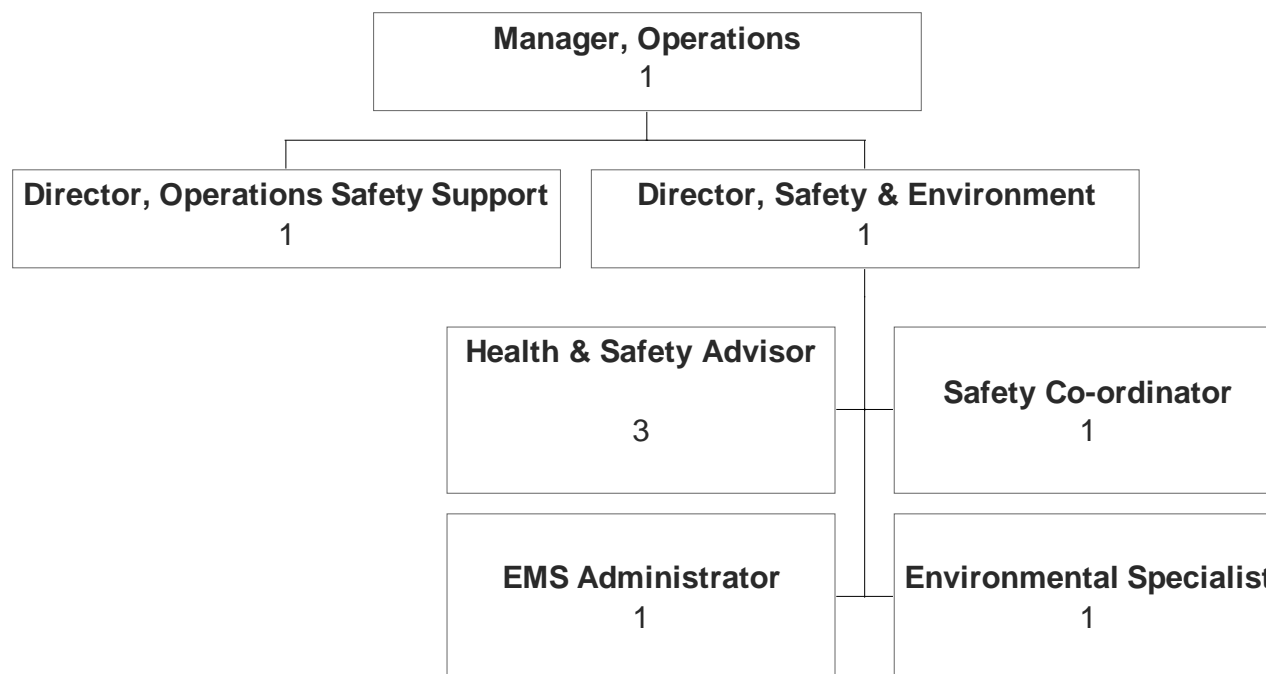 Manager, Operations
1
Director, Operations Safety Support
1
Director, Safety & Environment
1
Health & Safety Advisor
3
Safety Co-ordinator
1
EMS Administrator
1
Environmental Specialist
1